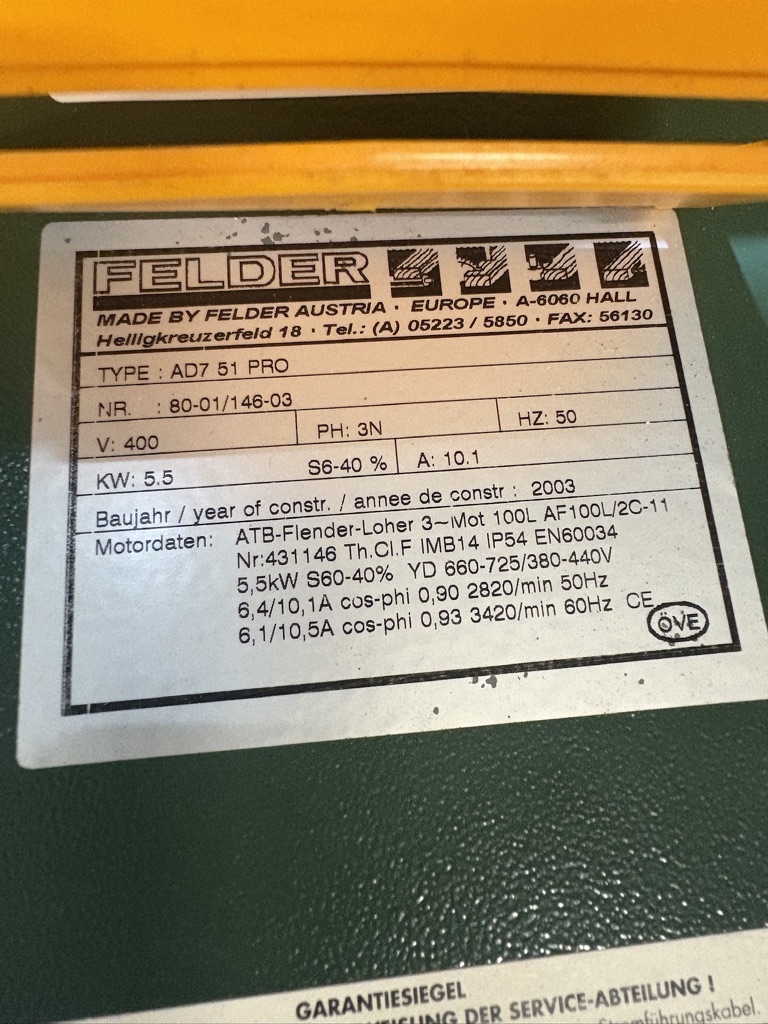 FELDER
MADE BY FELDER AUSTRIA · EUROPE · A-6060 HALL
Heiligkreuzerfeld 18 · Tel.: (A) 05223 / 5850 · FAX: 56130
TYPE : AD7 51 PRO
NR. : 80-01/146-03
V: 400 PH: 3N HZ: 50
KW: 5.5 S6-40 % A: 10.1
Baujahr / year of constr. / annee de constr : 2003
Motordaten: ATB-Flender-Loher 3~Mot 100L AF100L/2C-11
Nr:431146 Th.Cl.F IMB14 IP54 EN60034
5,5kW S60-40% YD 660-725/380-440V
6,4/10,1A cos-phi 0,90 2820/min 50Hz
6,1/10,5A cos-phi 0,93 3420/min 60Hz CE
ÖVE
GARANTIESIEGEL
DER SERVICE-ABTEILUNG !